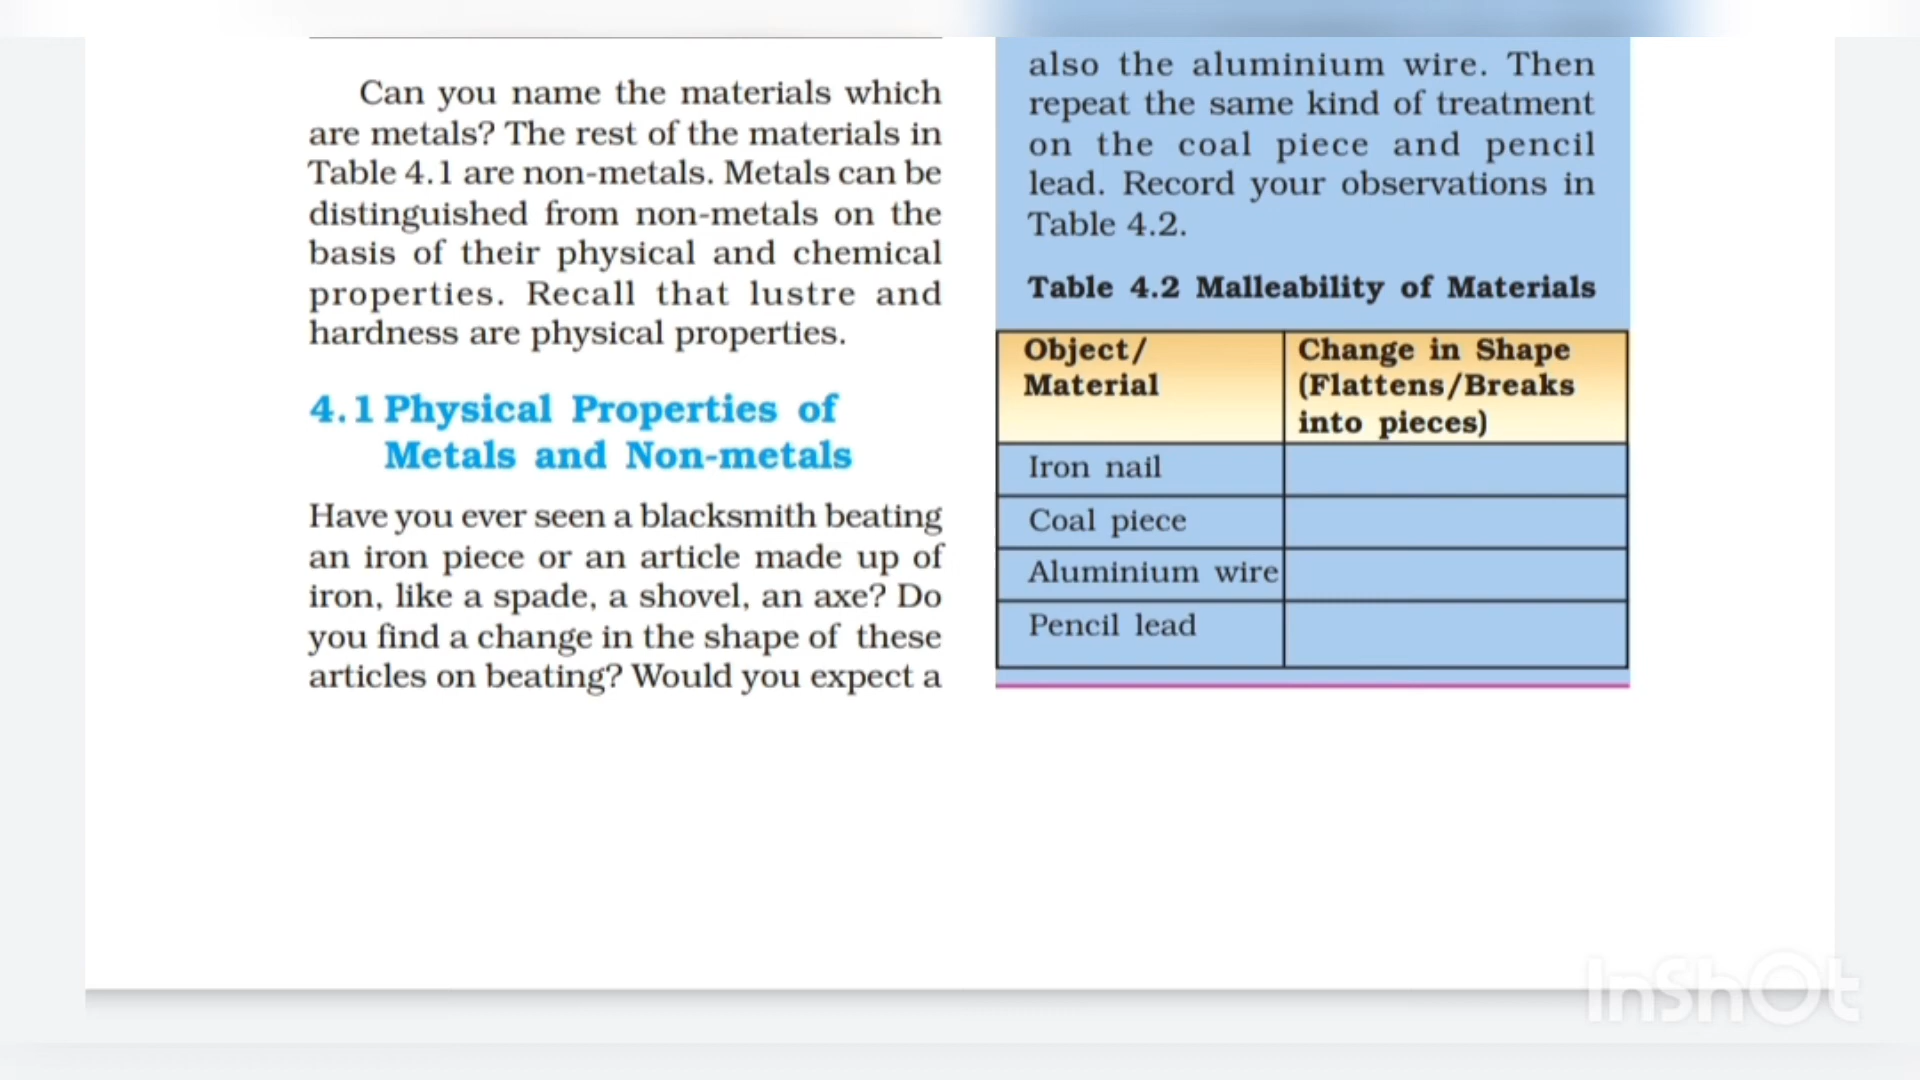 Can you name the materials which
are metals? The rest of the materials in
Table 4.1 are non-metals. Metals can be
distinguished from non-metals on the
basis of their physical and chemical
properties. Recall that lustre and
hardness are physical properties.
4.1 Physical Properties of
Metals and Non-metals
Have you ever seen a blacksmith beating
an iron piece or an article made up of
iron, like a spade, a shovel, an axe? Do
you find a change in the shape of these
articles on beating? Would you expect a
also the aluminium wire. Then
repeat the same kind of treatment
on the coal piece and pencil
lead. Record your observations in
Table 4.2.
Table 4.2 Malleability of Materials
Object/
Material
Change in Shape
(Flattens/Breaks
into pieces)
Iron nail
Coal piece
Aluminium wire
Pencil lead
InShOt